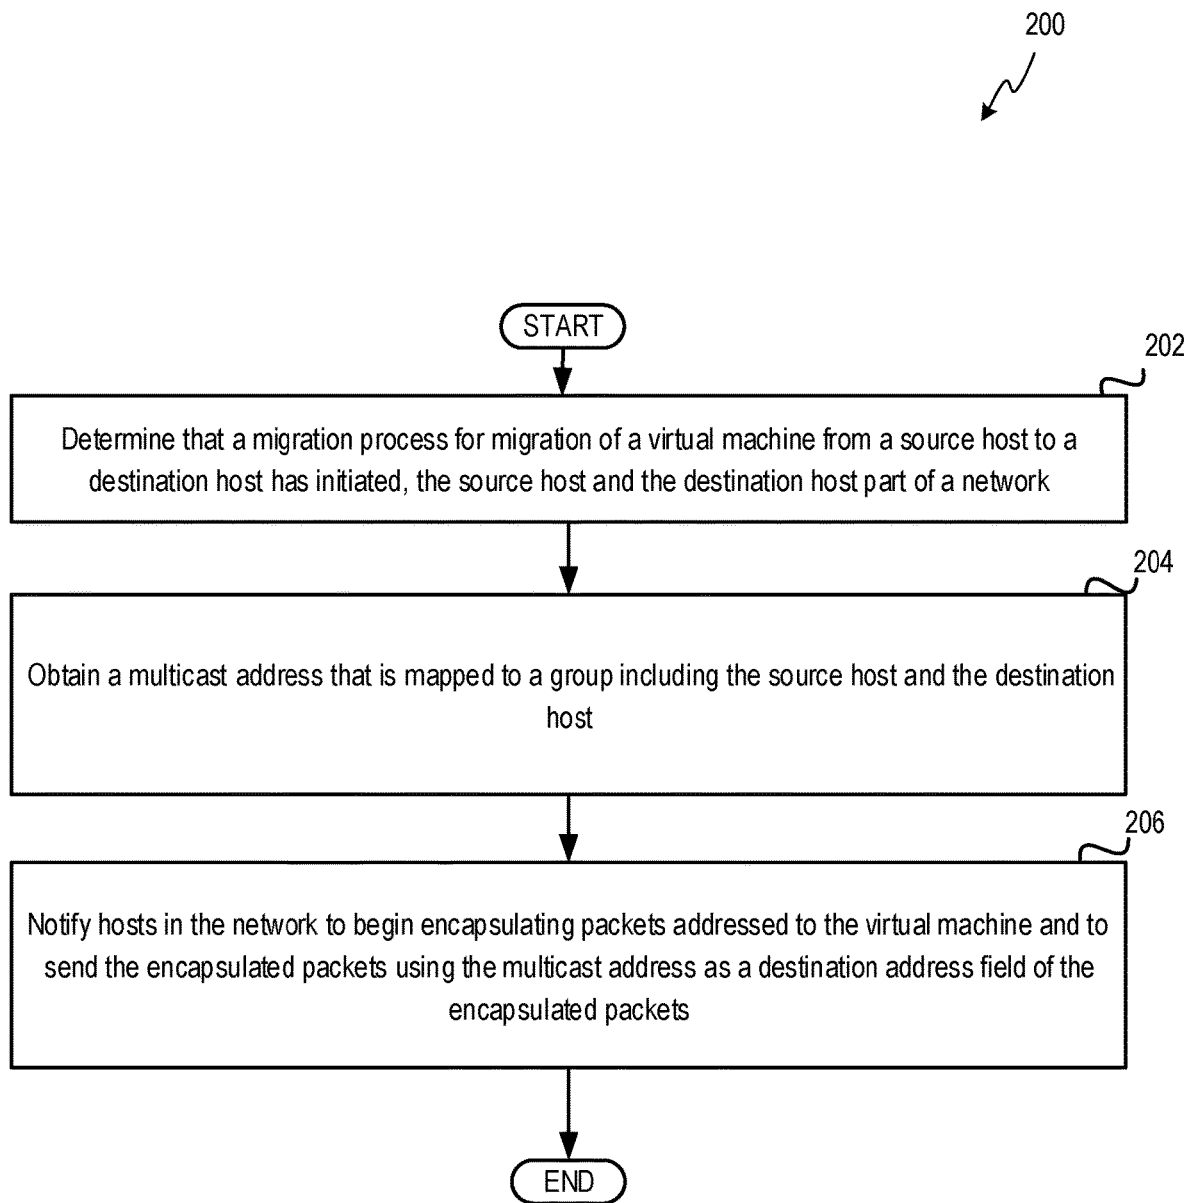 200
START
202
Determine that a migration process for migration of a virtual machine from a source host to a
destination host has initiated, the source host and the destination host part of a network
204
Obtain a multicast address that is mapped to a group including the source host and the destination
host
206
Notify hosts in the network to begin encapsulating packets addressed to the virtual machine and to
send the encapsulated packets using the multicast address as a destination address field of the
encapsulated packets
END